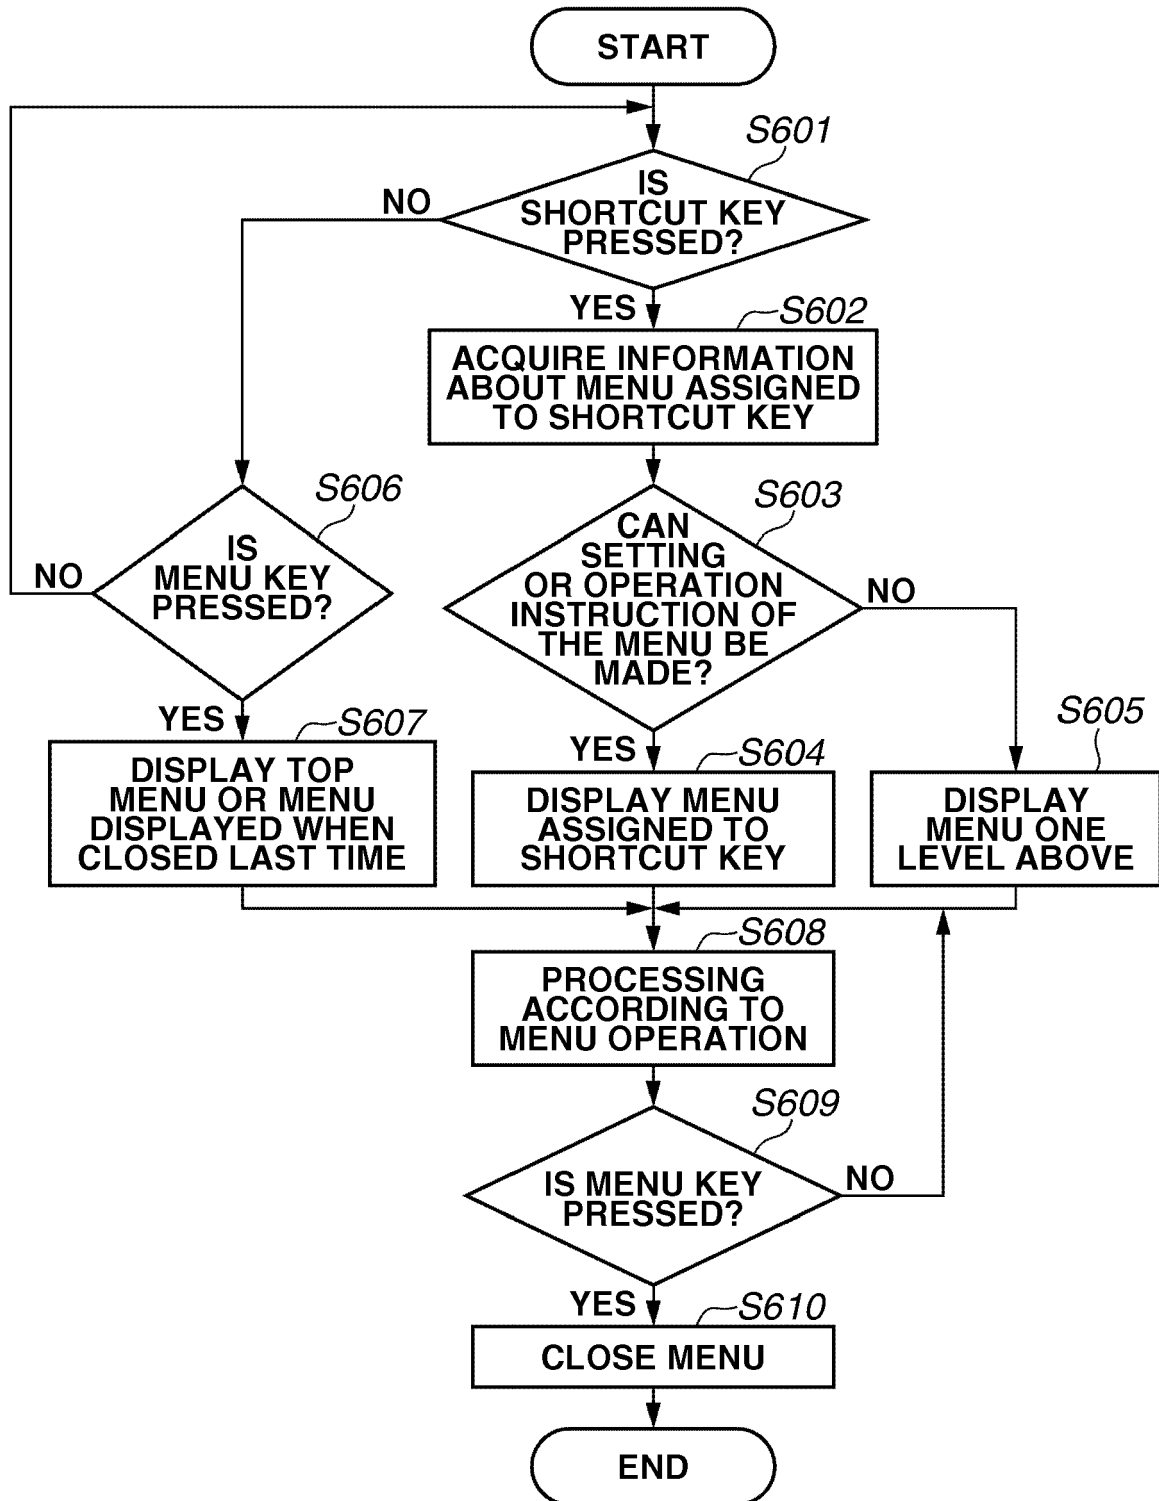 START
S601
IS
SHORTCUT KEY
PRESSED?
NO
YES
S602
ACQUIRE INFORMATION
ABOUT MENU ASSIGNED
TO SHORTCUT KEY
S606
IS
MENU KEY
PRESSED?
NO
YES
S603
CAN
SETTING
OR OPERATION
INSTRUCTION OF
THE MENU BE
MADE?
NO
YES
S607
DISPLAY TOP
MENU OR MENU
DISPLAYED WHEN
CLOSED LAST TIME
S604
DISPLAY MENU
ASSIGNED TO
SHORTCUT KEY
S605
DISPLAY
MENU ONE
LEVEL ABOVE
S608
PROCESSING
ACCORDING TO
MENU OPERATION
S609
IS MENU KEY
PRESSED?
NO
YES
S610
CLOSE MENU
END